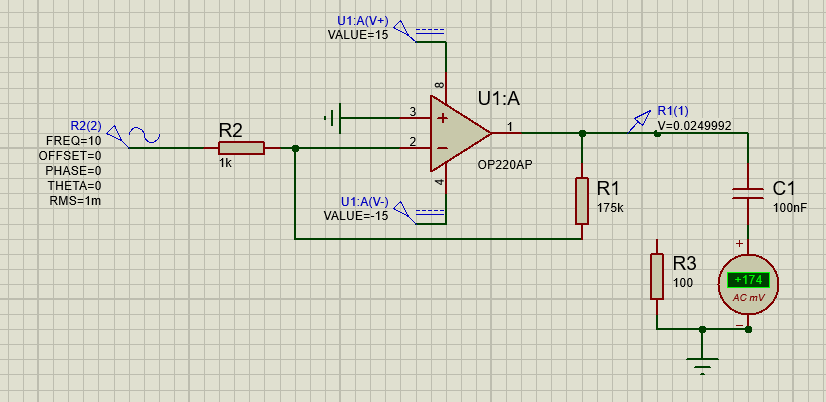 U1:A(V+)
VALUE=15
8
U1:A
3
+
1
2
−
OP220AP
4
R2(2)
FREQ=10
OFFSET=0
PHASE=0
THETA=0
RMS=1m
R2
1k
U1:A(V-)
VALUE=-15
R1(1)
V=0.0249992
R1
175k
C1
100nF
R3
100
+
+174
AC mV
−